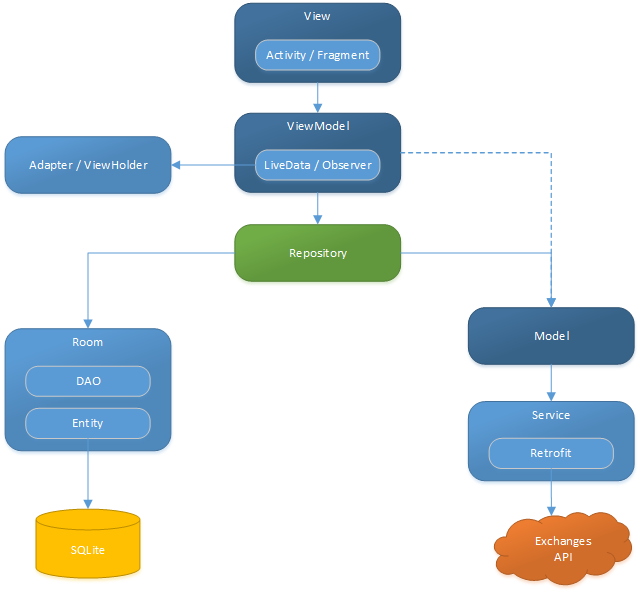 View
Activity / Fragment
ViewModel
LiveData / Observer
Adapter / ViewHolder
Repository
Room
DAO
Entity
SQLite
Model
Service
Retrofit
Exchanges
API